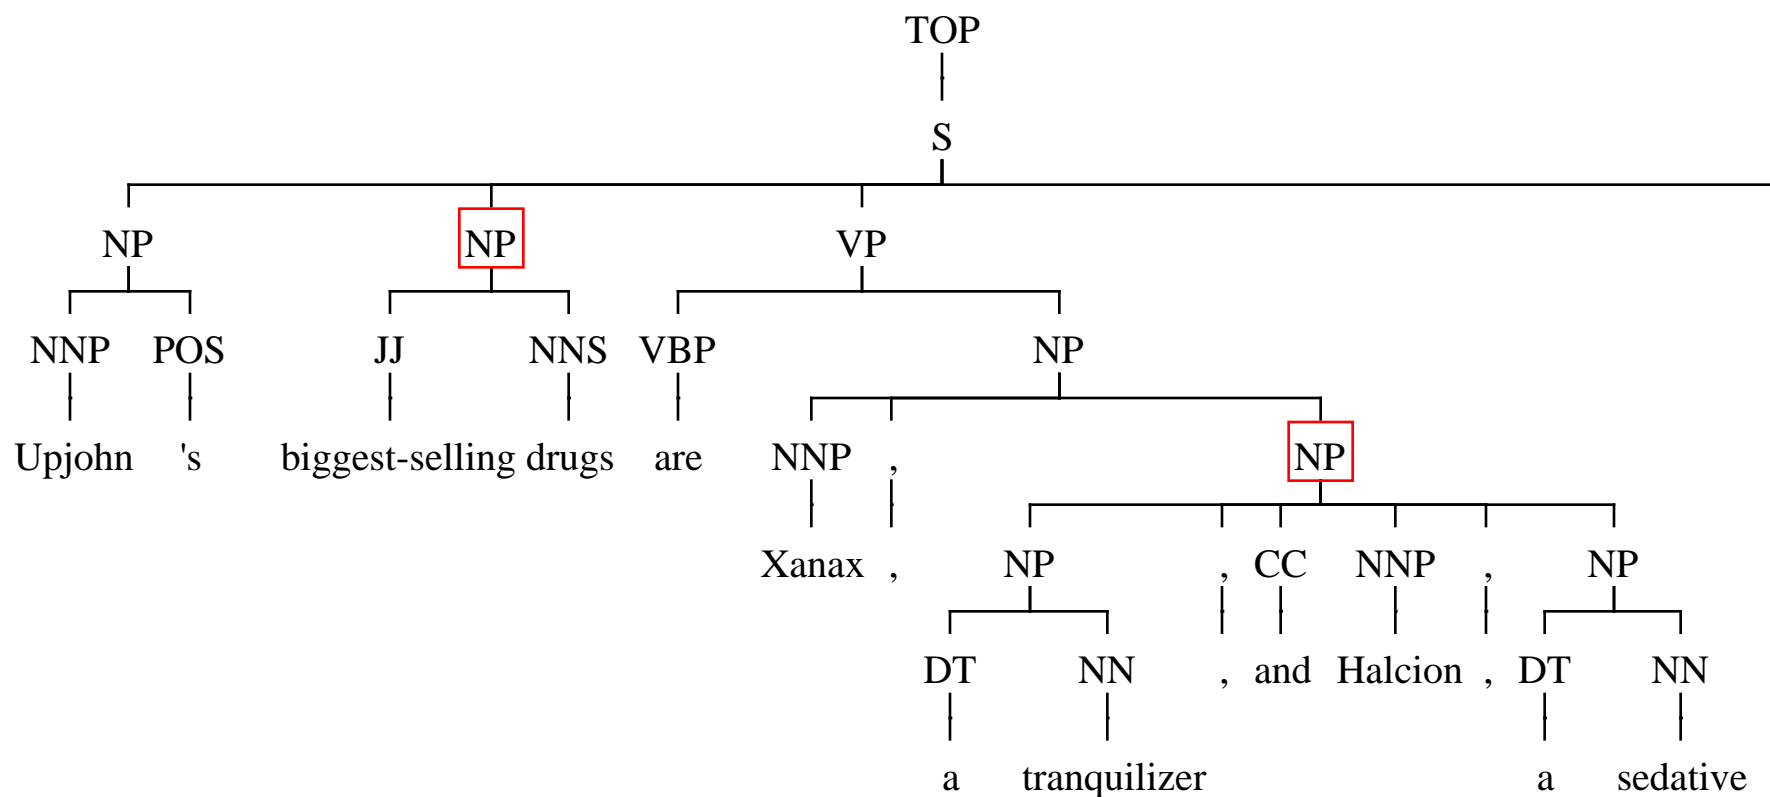 TOP
S
NP NP VP
NNP POS JJ NNS VBP NP
Upjohn 's biggest-selling drugs are NNP , NP
Xanax , NP , CC NNP , NP
DT NN , and Halcion , DT NN
a tranquilizer a sedative